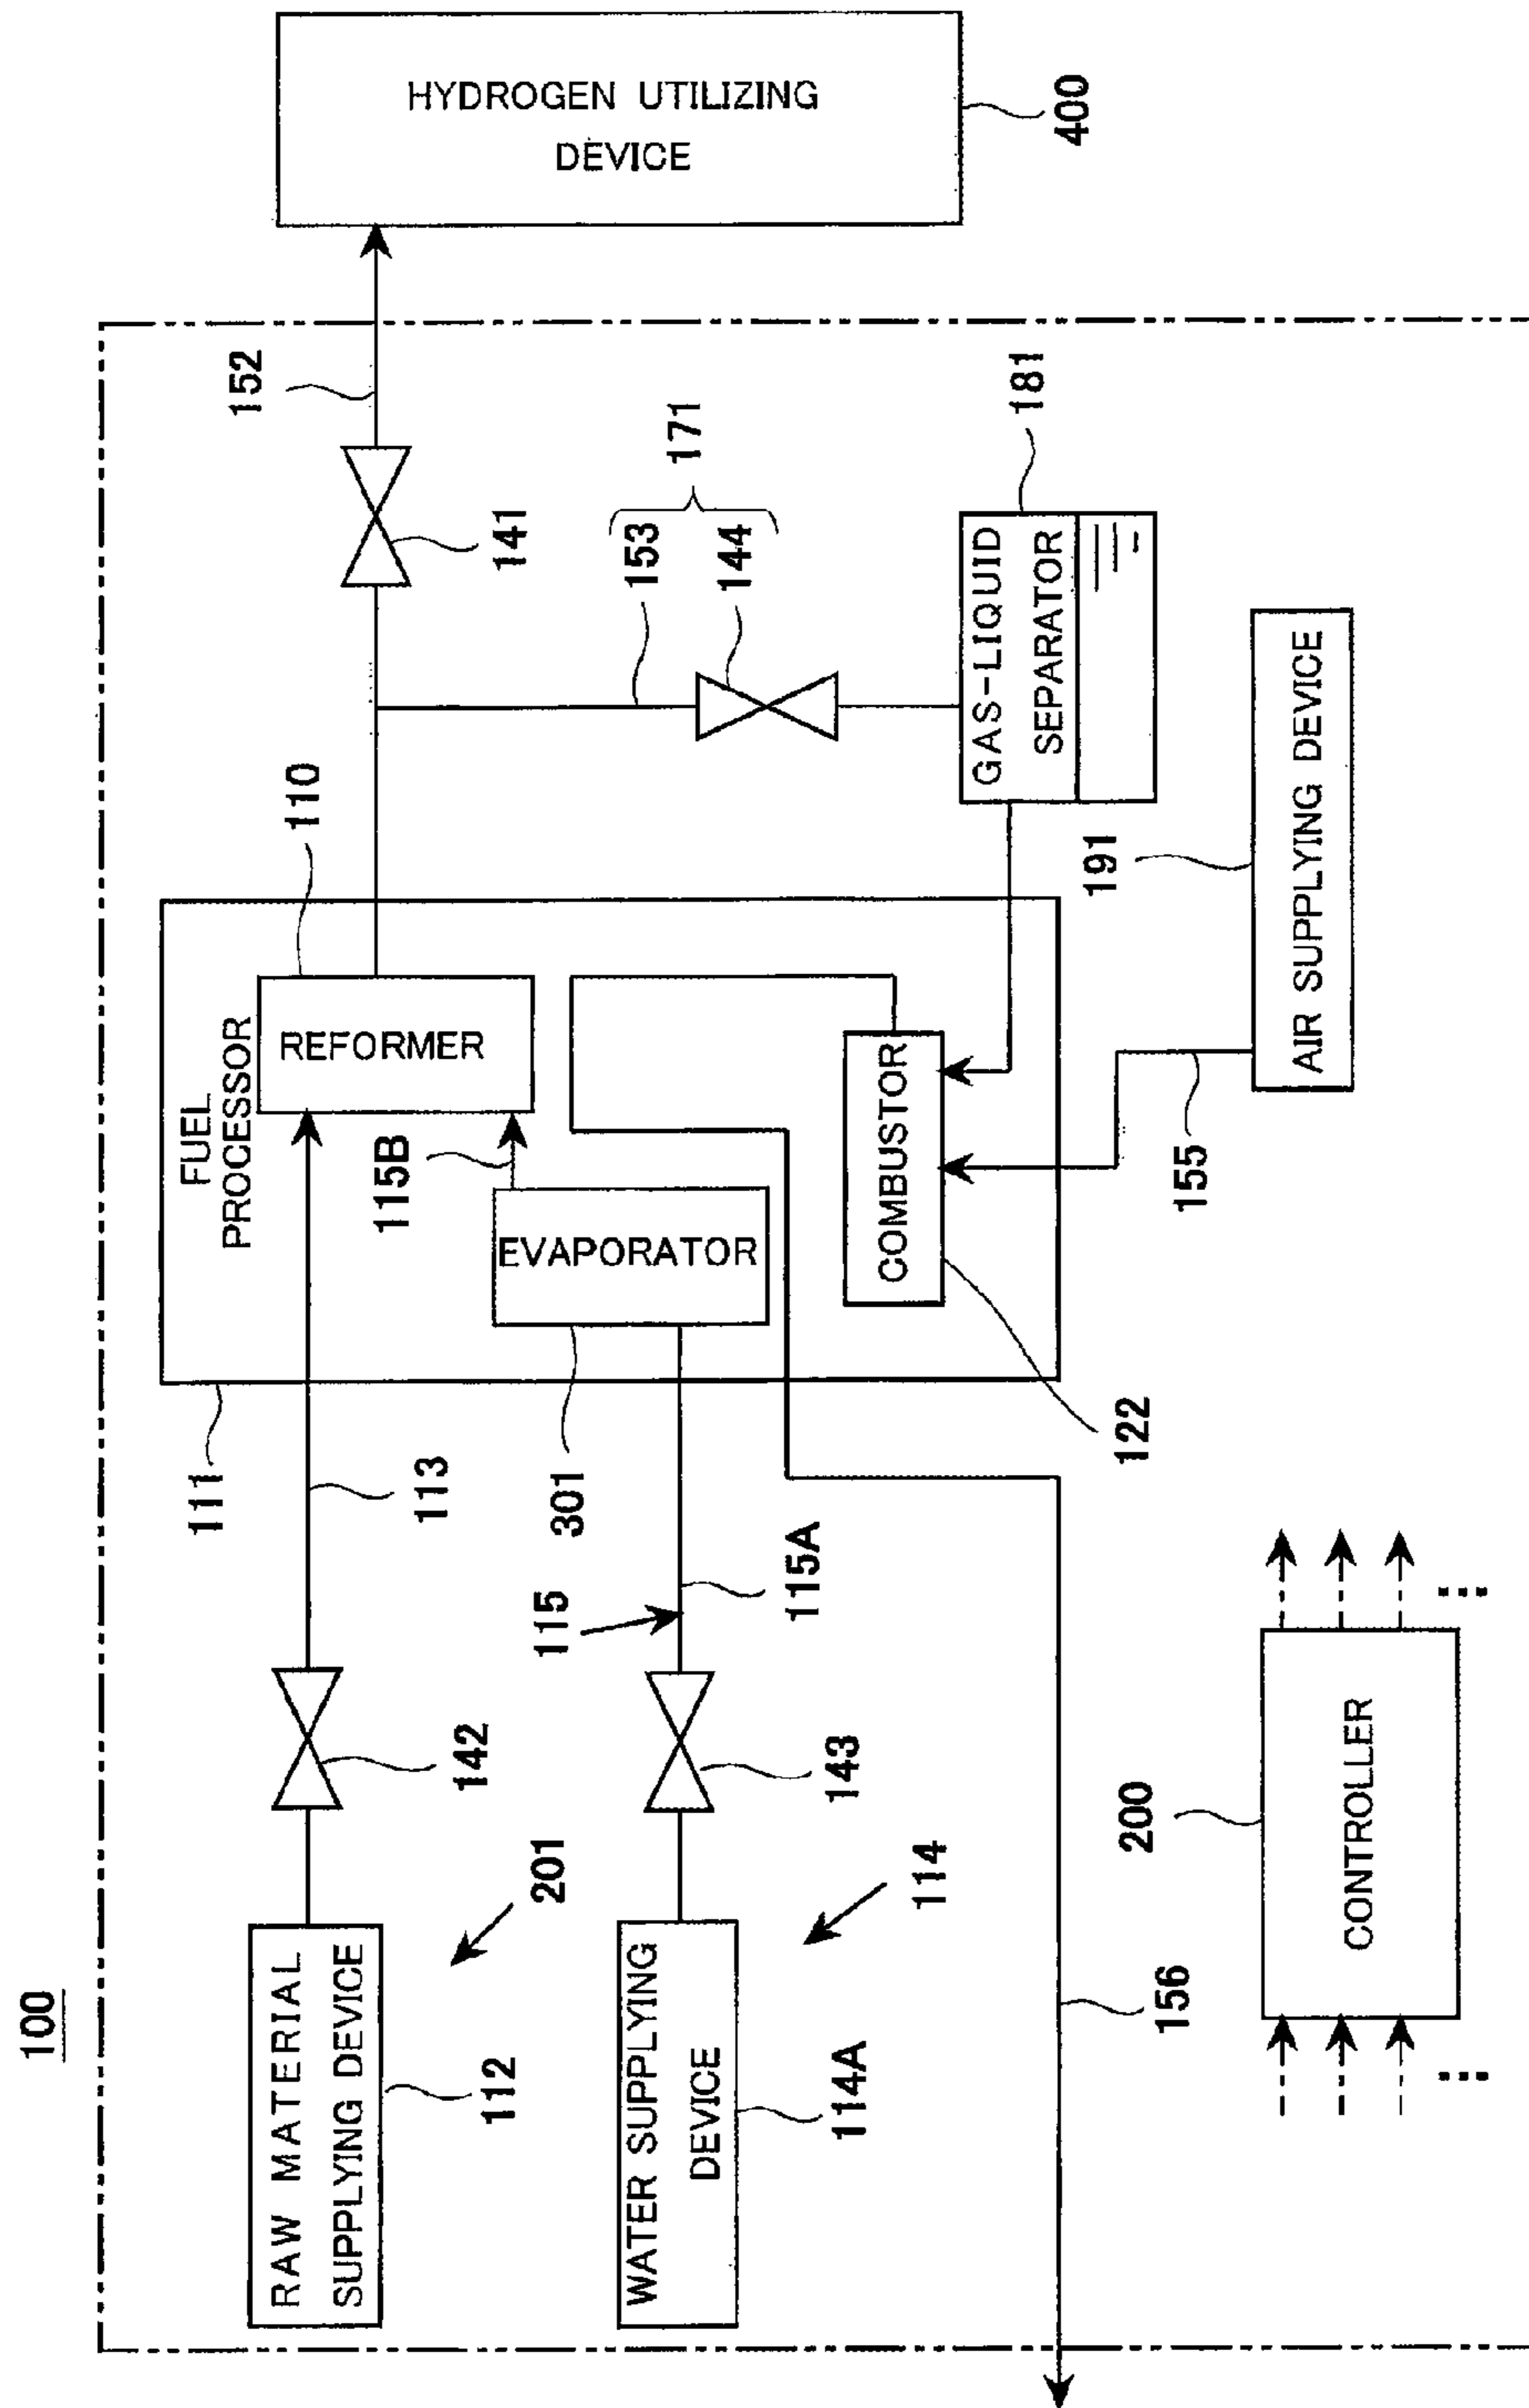 100
HYDROGEN UTILIZING
DEVICE
400
152
141
171
153
144
181
GAS-LIQUID
SEPARATOR
110
FUEL
PROCESSOR
REFORMER
115B
EVAPORATOR
COMBUSTOR
191
AIR SUPPLYING DEVICE
155
122
111
113
301
115
115A
142
143
201
114
RAW MATERIAL
SUPPLYING DEVICE
112
WATER SUPPLYING
DEVICE
114A
156
200
CONTROLLER